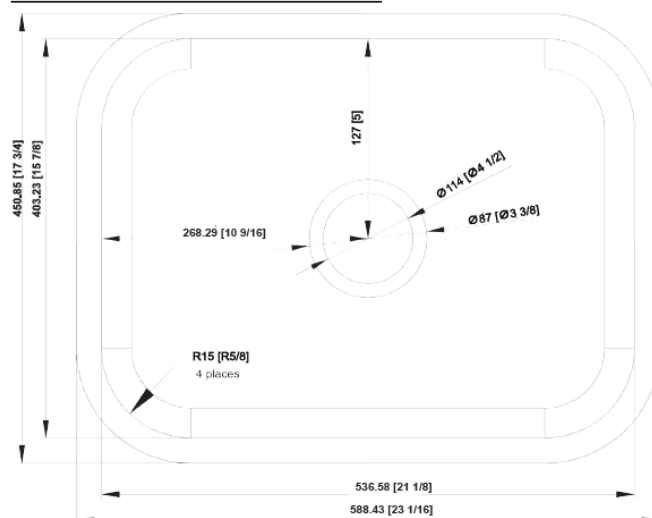 450.85 [17 3/4]
403.23 [15 7/8]
127 [5]
Ø114 [Ø4 1/2]
Ø87 [Ø3 3/8]
268.29 [10 9/16]
R15 [R5/8]
4 places
536.58 [21 1/8]
588.43 [23 1/16]